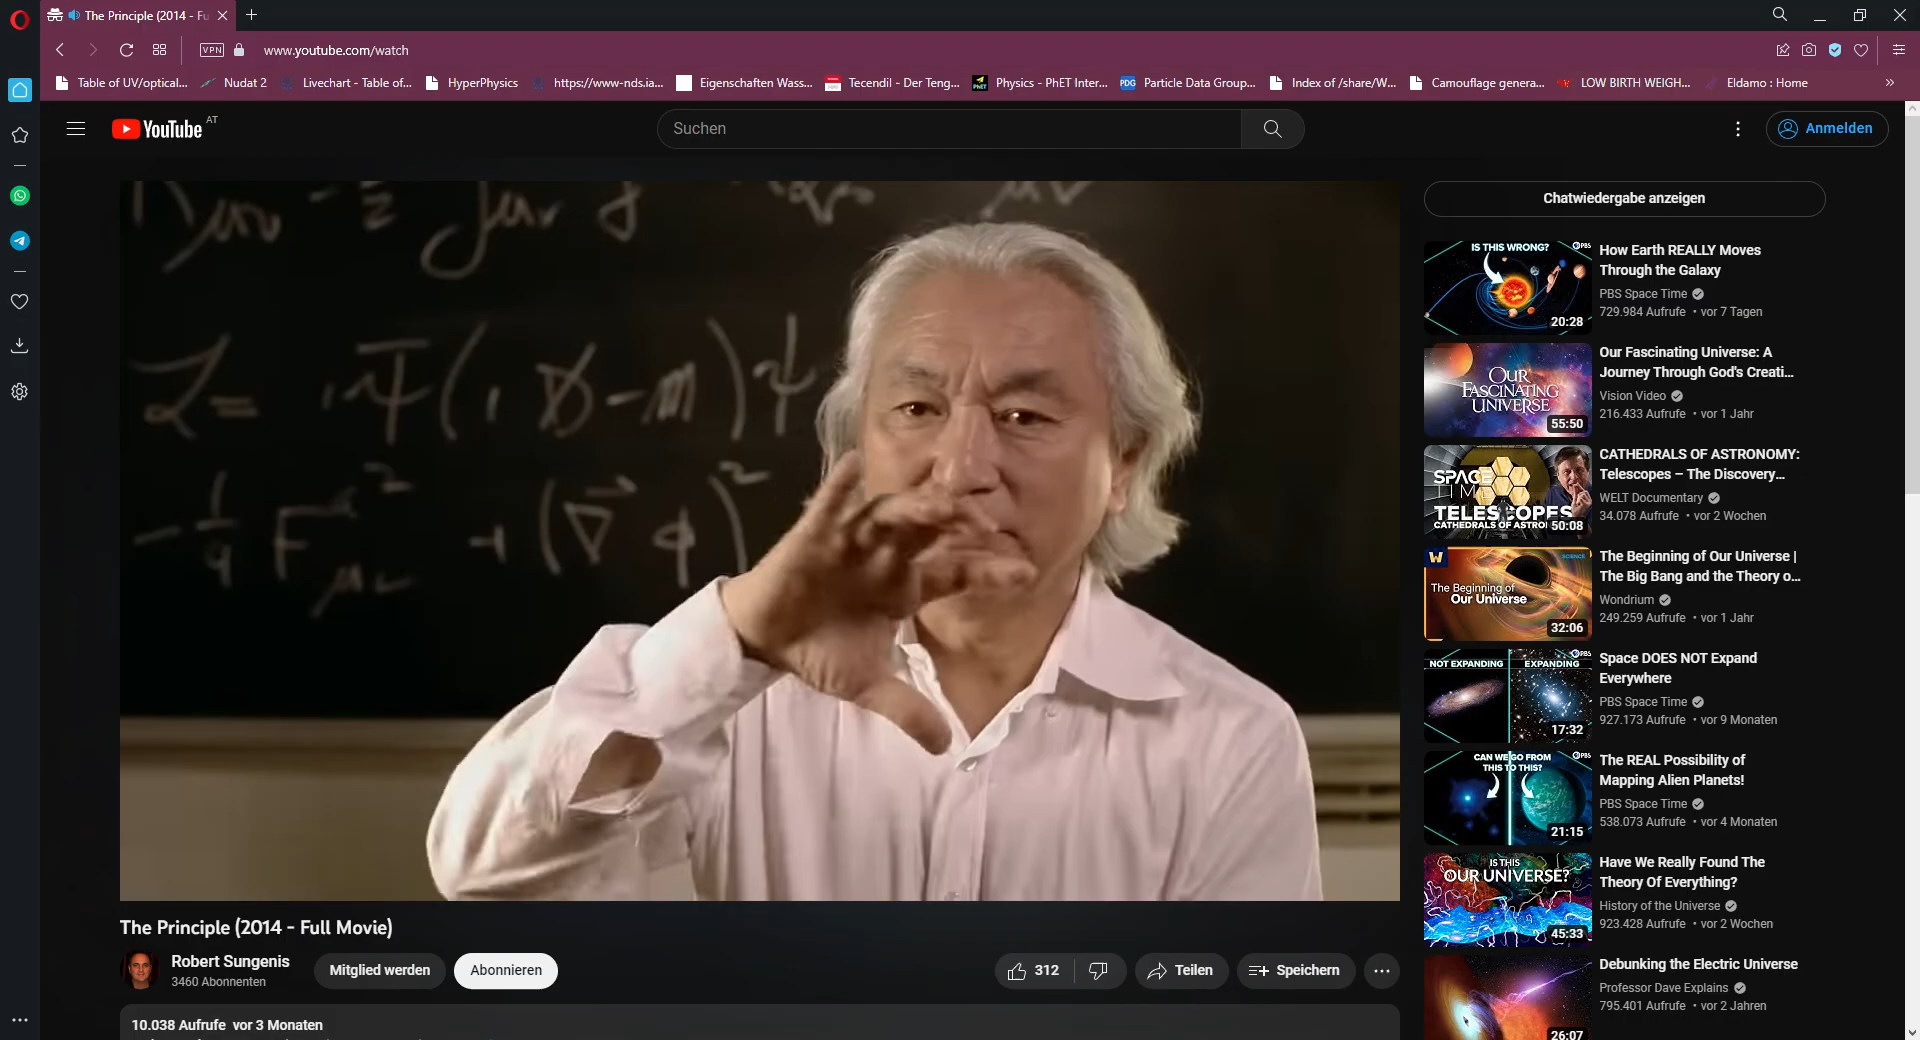 The Principle (2014 - Fu
VPN
www.youtube.com/watch
Table of UV/optical...
Nudat 2
Livechart - Table of...
HyperPhysics
https://www-nds.ia...
Eigenschaften Wass...
Tecendil - Der Teng...
PhET
Physics - PhET Inter...
PDG
Particle Data Group...
Index of /share/W...
Camouflage genera...
LOW BIRTH WEIGH...
Eldamo : Home
YouTube AT
Suchen
Anmelden
Chatwiedergabe anzeigen
IS THIS WRONG?
PBS
20:28
How Earth REALLY Moves
Through the Galaxy
PBS Space Time
729.984 Aufrufe • vor 7 Tagen
OUR
FASCINATING
UNIVERSE
55:50
Our Fascinating Universe: A
Journey Through God's Creati...
Vision Video
216.433 Aufrufe • vor 1 Jahr
SPACE
TIME
TELESCOPES
CATHEDRALS OF ASTRO
50:08
CATHEDRALS OF ASTRONOMY:
Telescopes – The Discovery...
WELT Documentary
34.078 Aufrufe • vor 2 Wochen
W
SCIENCE
The Beginning of
Our Universe
32:06
The Beginning of Our Universe |
The Big Bang and the Theory o...
Wondrium
249.259 Aufrufe • vor 1 Jahr
PBS
NOT EXPANDING
EXPANDING
17:32
Space DOES NOT Expand
Everywhere
PBS Space Time
927.173 Aufrufe • vor 9 Monaten
CAN WE GO FROM
THIS TO THIS?
PBS
21:15
The REAL Possibility of
Mapping Alien Planets!
PBS Space Time
538.073 Aufrufe • vor 4 Monaten
IS THIS
OUR UNIVERSE?
45:33
Have We Really Found The
Theory Of Everything?
History of the Universe
923.428 Aufrufe • vor 2 Wochen
26:07
Debunking the Electric Universe
Professor Dave Explains
795.401 Aufrufe • vor 2 Jahren
The Principle (2014 - Full Movie)
Robert Sungenis
3460 Abonnenten
Mitglied werden
Abonnieren
312
Teilen
Speichern
10.038 Aufrufe vor 3 Monaten